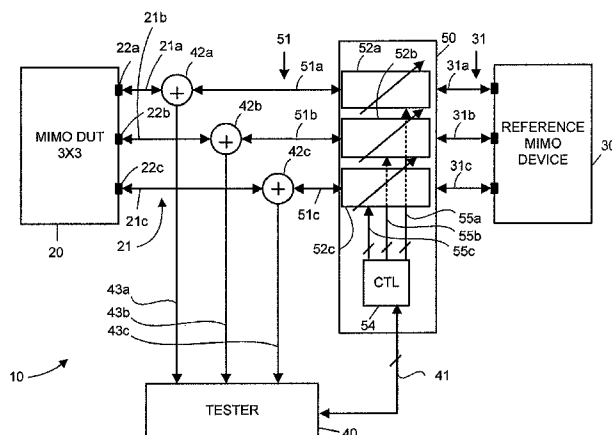 21b
22a
21a
42a
51
52a
52b
50
31
51a
31a
22b
42b
MIMO DUT
3X3
51b
31b
REFERENCE
MIMO
DEVICE
22c
42c
30
31c
21c
51c
21
55a
52c
55b
55c
20
43a
CTL
43b
54
43c
10
41
TESTER
40